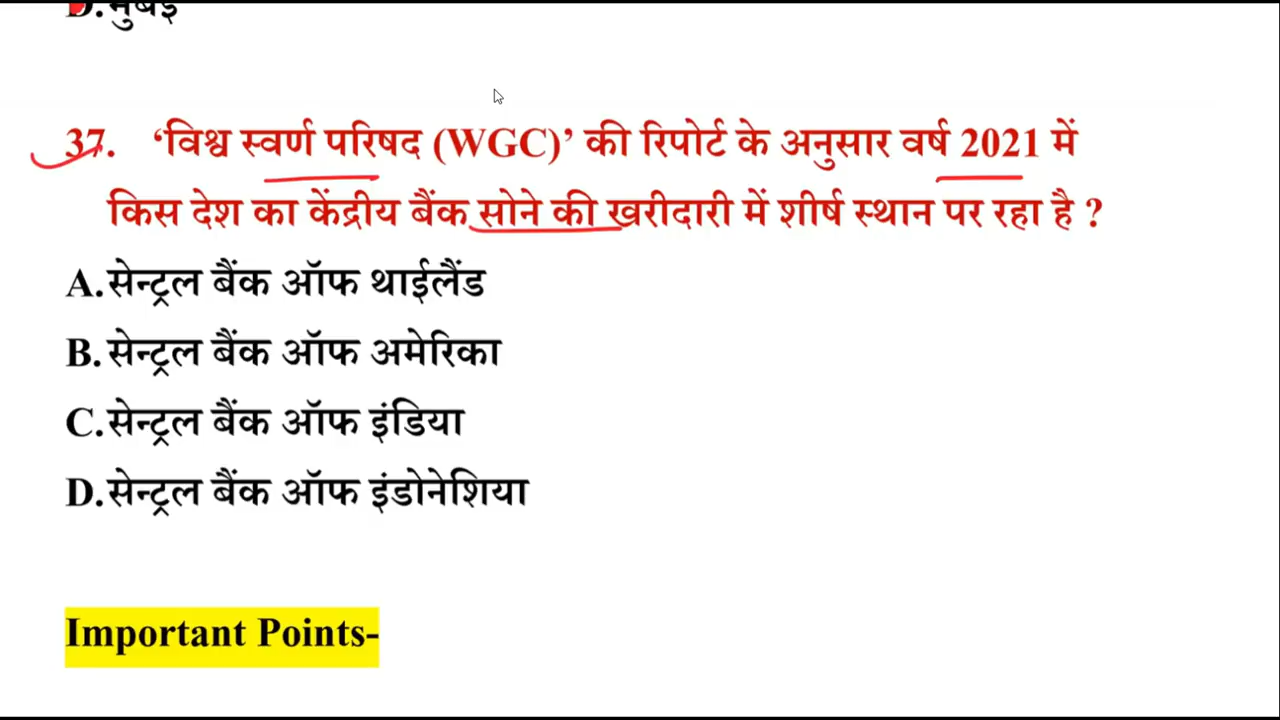 D.मुंबई
37. ‘विश्व स्वर्ण परिषद (WGC)’ की रिपोर्ट के अनुसार वर्ष 2021 में
किस देश का केंद्रीय बैंक सोने की खरीदारी में शीर्ष स्थान पर रहा है ?
A.सेन्ट्रल बैंक ऑफ थाईलैंड
B.सेन्ट्रल बैंक ऑफ अमेरिका
C.सेन्ट्रल बैंक ऑफ इंडिया
D.सेन्ट्रल बैंक ऑफ इंडोनेशिया
Important Points-